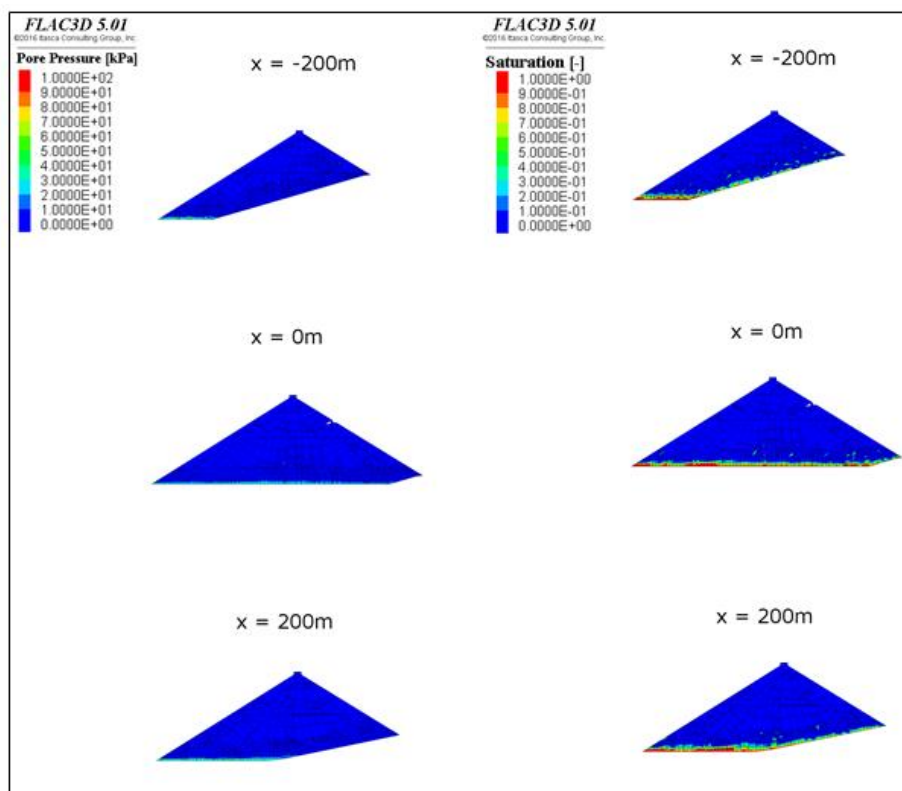 FLAC3D 5.01
©2016 Itasca Consulting Group, Inc.
Pore Pressure [kPa]
1.0000E+02
9.0000E+01
8.0000E+01
7.0000E+01
6.0000E+01
5.0000E+01
4.0000E+01
3.0000E+01
2.0000E+01
1.0000E+01
0.0000E+00
x = -200m
x = 0m
x = 200m
FLAC3D 5.01
©2016 Itasca Consulting Group, Inc.
Saturation [-]
1.0000E+00
9.0000E-01
8.0000E-01
7.0000E-01
6.0000E-01
5.0000E-01
4.0000E-01
3.0000E-01
2.0000E-01
1.0000E-01
0.0000E+00
x = -200m
x = 0m
x = 200m